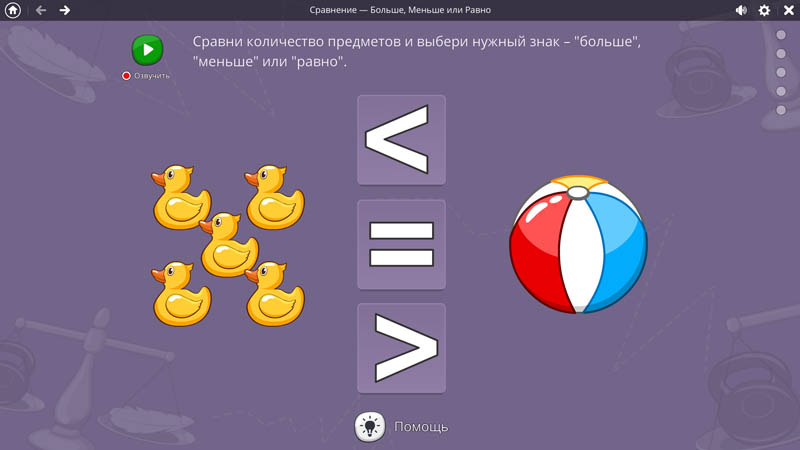 Сравнение — Больше, Меньше или Равно
Сравни количество предметов и выбери нужный знак – "больше",
"меньше" или "равно".
Озвучить
<
=
>
Помощь